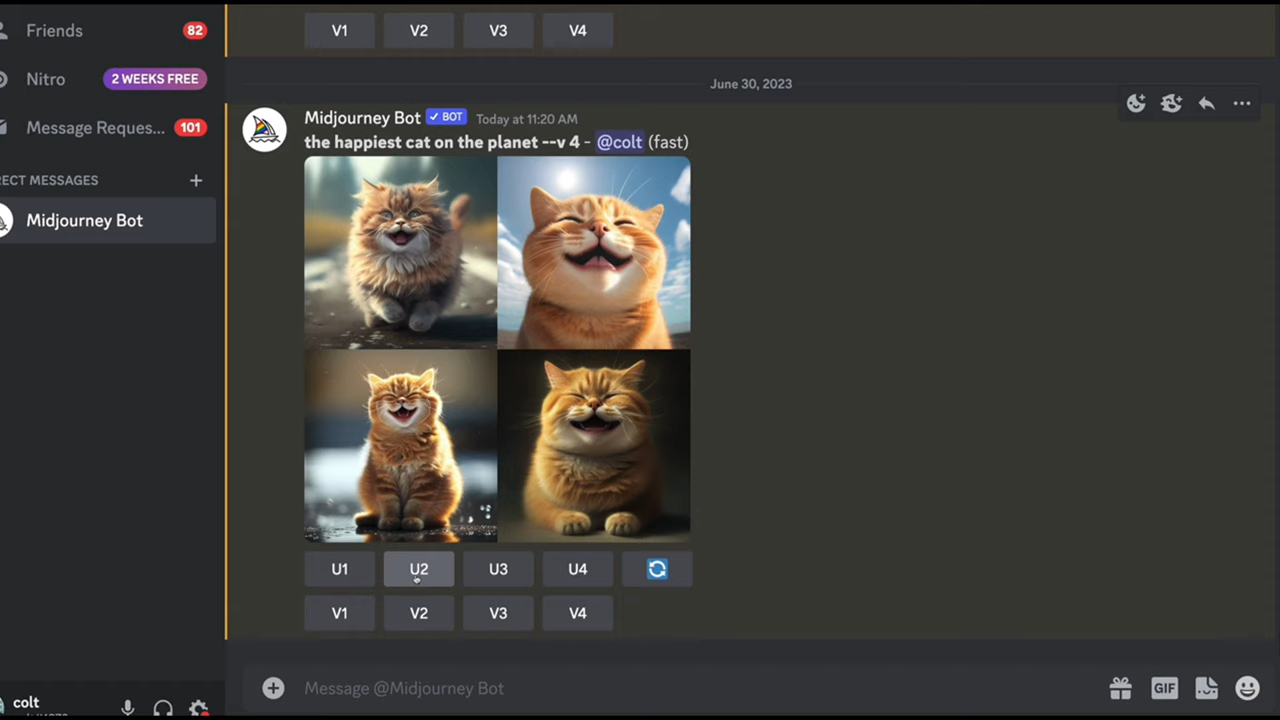 Friends 82
Nitro 2 WEEKS FREE
Message Reques... 101
RECT MESSAGES +
Midjourney Bot
colt
V1 V2 V3 V4
June 30, 2023
Midjourney Bot ✓ BOT Today at 11:20 AM
the happiest cat on the planet --v 4 - @colt (fast)
U1 U2 U3 U4
V1 V2 V3 V4
Message @Midjourney Bot
GIF